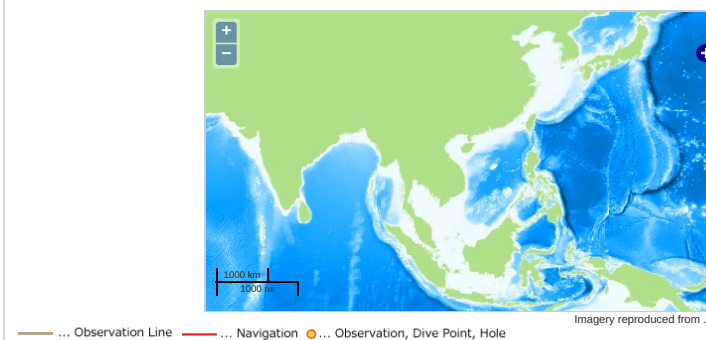 +
−
1000 km
1000 mi
Imagery reproduced from .
... Observation Line ... Navigation ... Observation, Dive Point, Hole